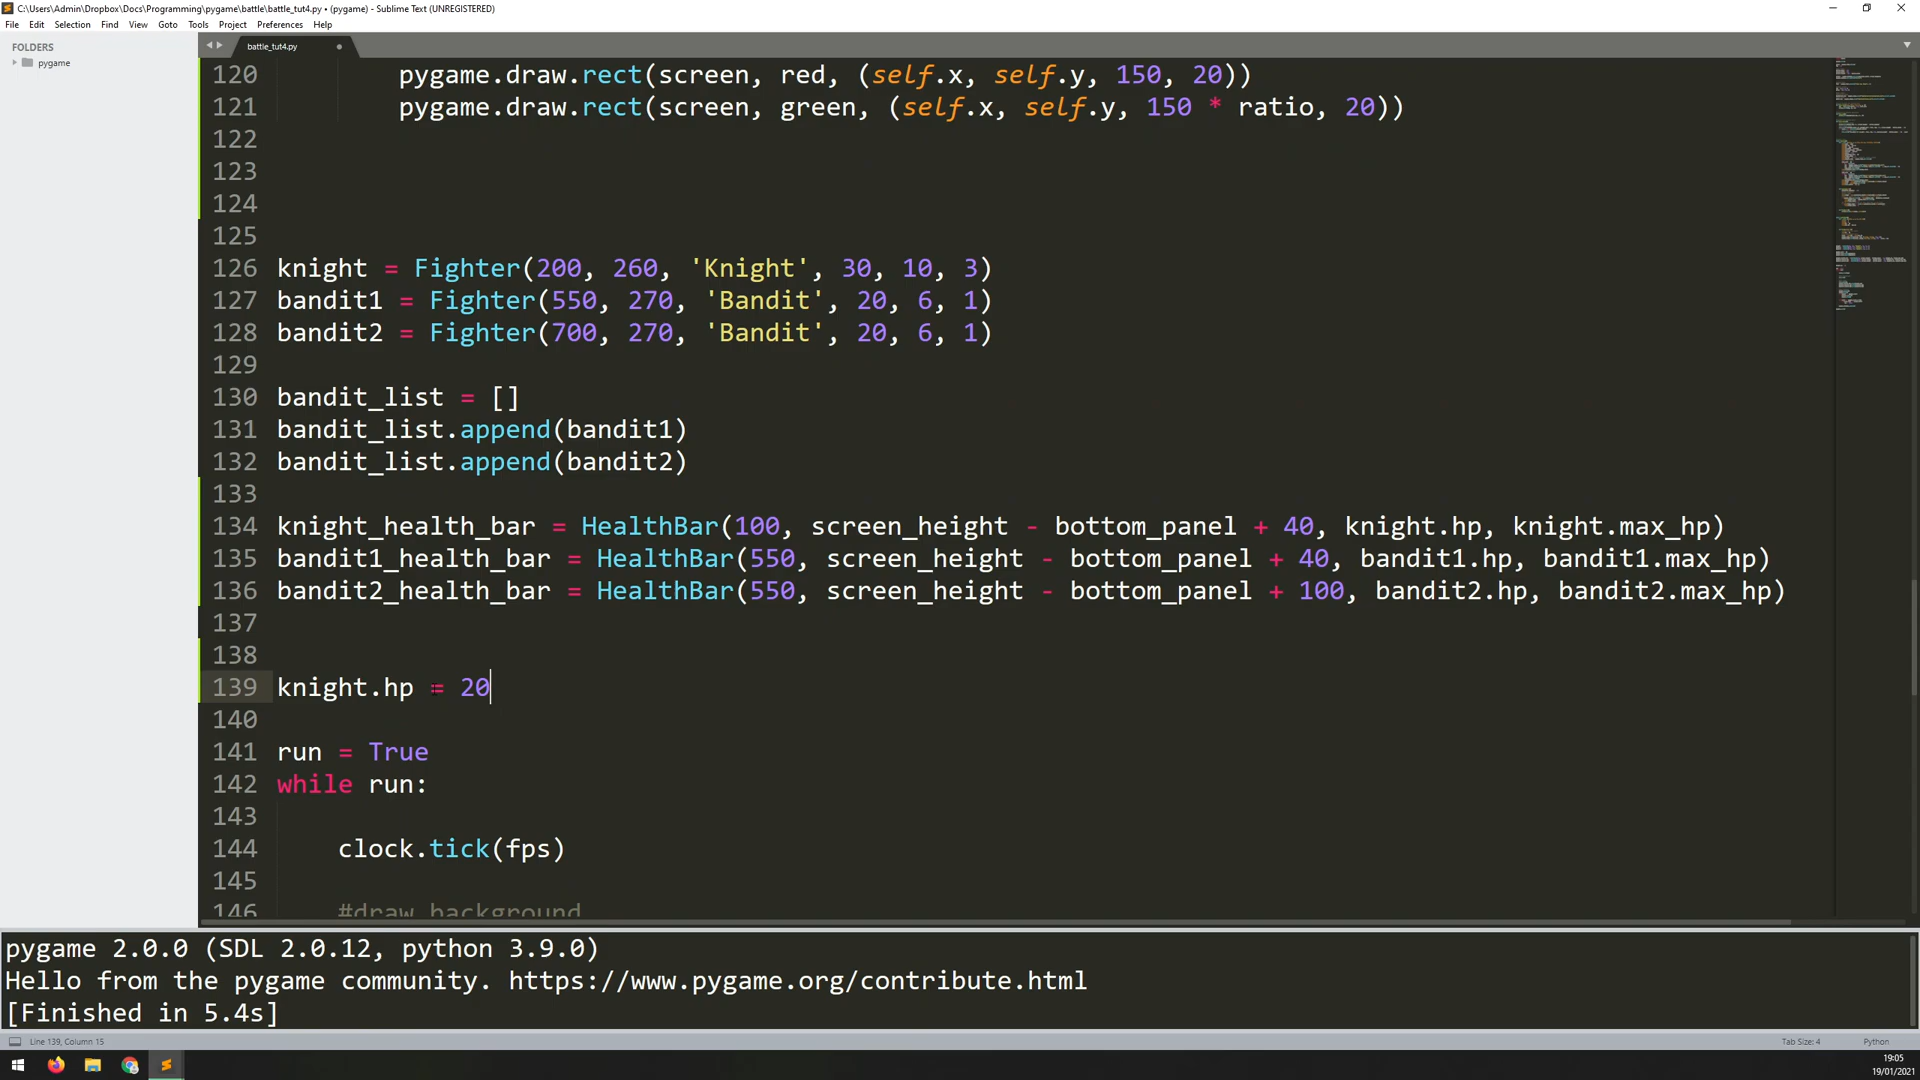 C:\Users\Admin\Dropbox\Docs\Programming\pygame\battle\battle_tut4.py • (pygame) - Sublime Text (UNREGISTERED)
File Edit Selection Find View Goto Tools Project Preferences Help
FOLDERS
pygame
battle_tut4.py
120 pygame.draw.rect(screen, red, (self.x, self.y, 150, 20))
121 pygame.draw.rect(screen, green, (self.x, self.y, 150 * ratio, 20))
122
123
124
125
126 knight = Fighter(200, 260, 'Knight', 30, 10, 3)
127 bandit1 = Fighter(550, 270, 'Bandit', 20, 6, 1)
128 bandit2 = Fighter(700, 270, 'Bandit', 20, 6, 1)
129
130 bandit_list = []
131 bandit_list.append(bandit1)
132 bandit_list.append(bandit2)
133
134 knight_health_bar = HealthBar(100, screen_height - bottom_panel + 40, knight.hp, knight.max_hp)
135 bandit1_health_bar = HealthBar(550, screen_height - bottom_panel + 40, bandit1.hp, bandit1.max_hp)
136 bandit2_health_bar = HealthBar(550, screen_height - bottom_panel + 100, bandit2.hp, bandit2.max_hp)
137
138
139 knight.hp = 20
140
141 run = True
142 while run:
143
144 clock.tick(fps)
145
146 #draw background
pygame 2.0.0 (SDL 2.0.12, python 3.9.0)
Hello from the pygame community. https://www.pygame.org/contribute.html
[Finished in 5.4s]
Line 139, Column 15
Tab Size: 4
Python
19:05
19/01/2021